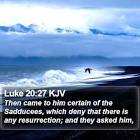 Luke 20:27 KJV
Then came to him certain of the
Sadducees, which deny that there is
any resurrection; and they asked him,